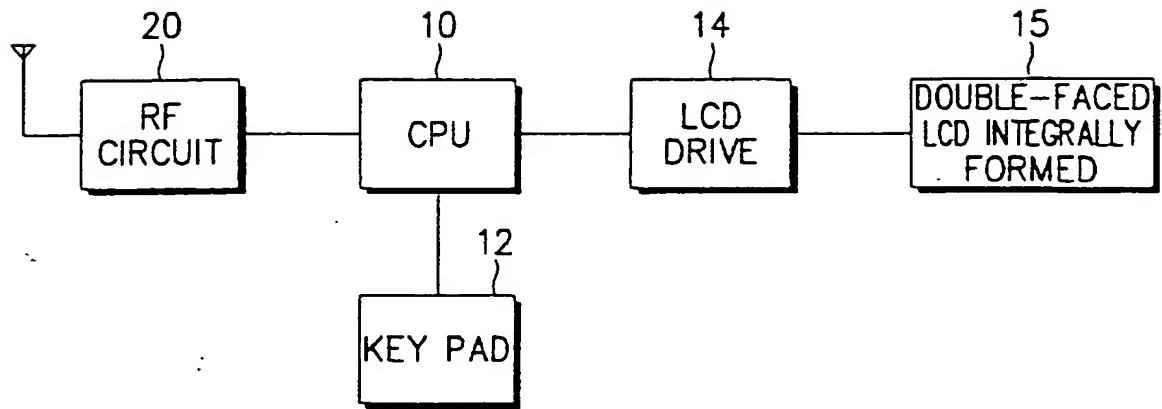 20
10
14
15
RF
CIRCUIT
CPU
LCD
DRIVE
DOUBLE-FACED
LCD INTEGRALLY
FORMED
12
KEY PAD